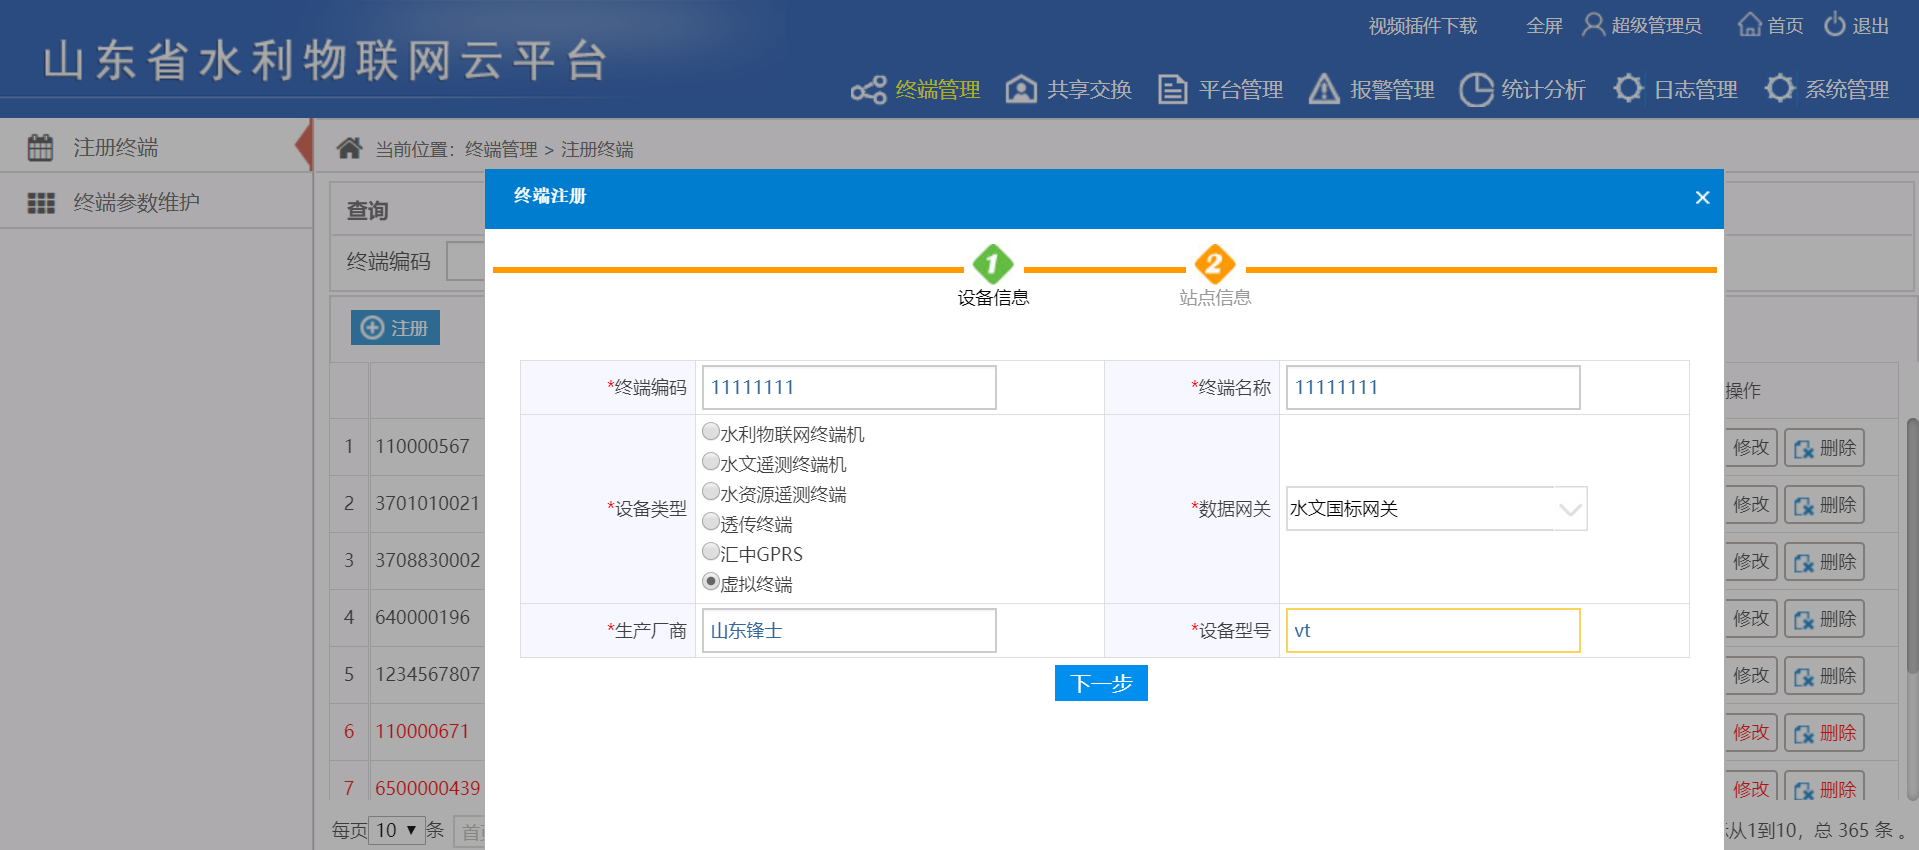 视频插件下载 全屏 超级管理员 首页 退出
山东省水利物联网云平台
终端管理 共享交换 平台管理 报警管理 统计分析 日志管理 系统管理
注册终端
终端参数维护
当前位置：终端管理 > 注册终端
终端注册 ×
查询
终端编码
1 2
设备信息 站点信息
注册
*终端编码 11111111 *终端名称 11111111
操作
*设备类型
水利物联网终端机
水文遥测终端机
水资源遥测终端
透传终端
汇中GPRS
虚拟终端
*数据网关 水文国标网关
*生产厂商 山东锋士 *设备型号 vt
下一步
1 110000567 修改 删除
2 3701010021 修改 删除
3 3708830002 修改 删除
4 640000196 修改 删除
5 1234567807 修改 删除
6 110000671 修改 删除
7 6500000439 修改 删除
每页 10 条 首
从1到10，总 365 条 。